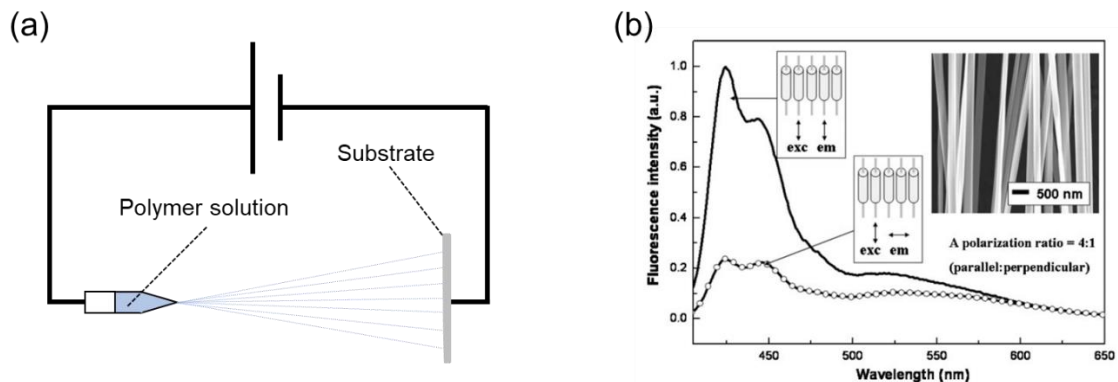 (a)
Substrate
Polymer solution
(b)
Fluorescence intensity (a.u.)
1.0
0.8
0.6
0.4
0.2
0.0
exc em
exc em
500 nm
A polarization ratio = 4:1
(parallel:perpendicular)
450 500 550 600 650
Wavelength (nm)